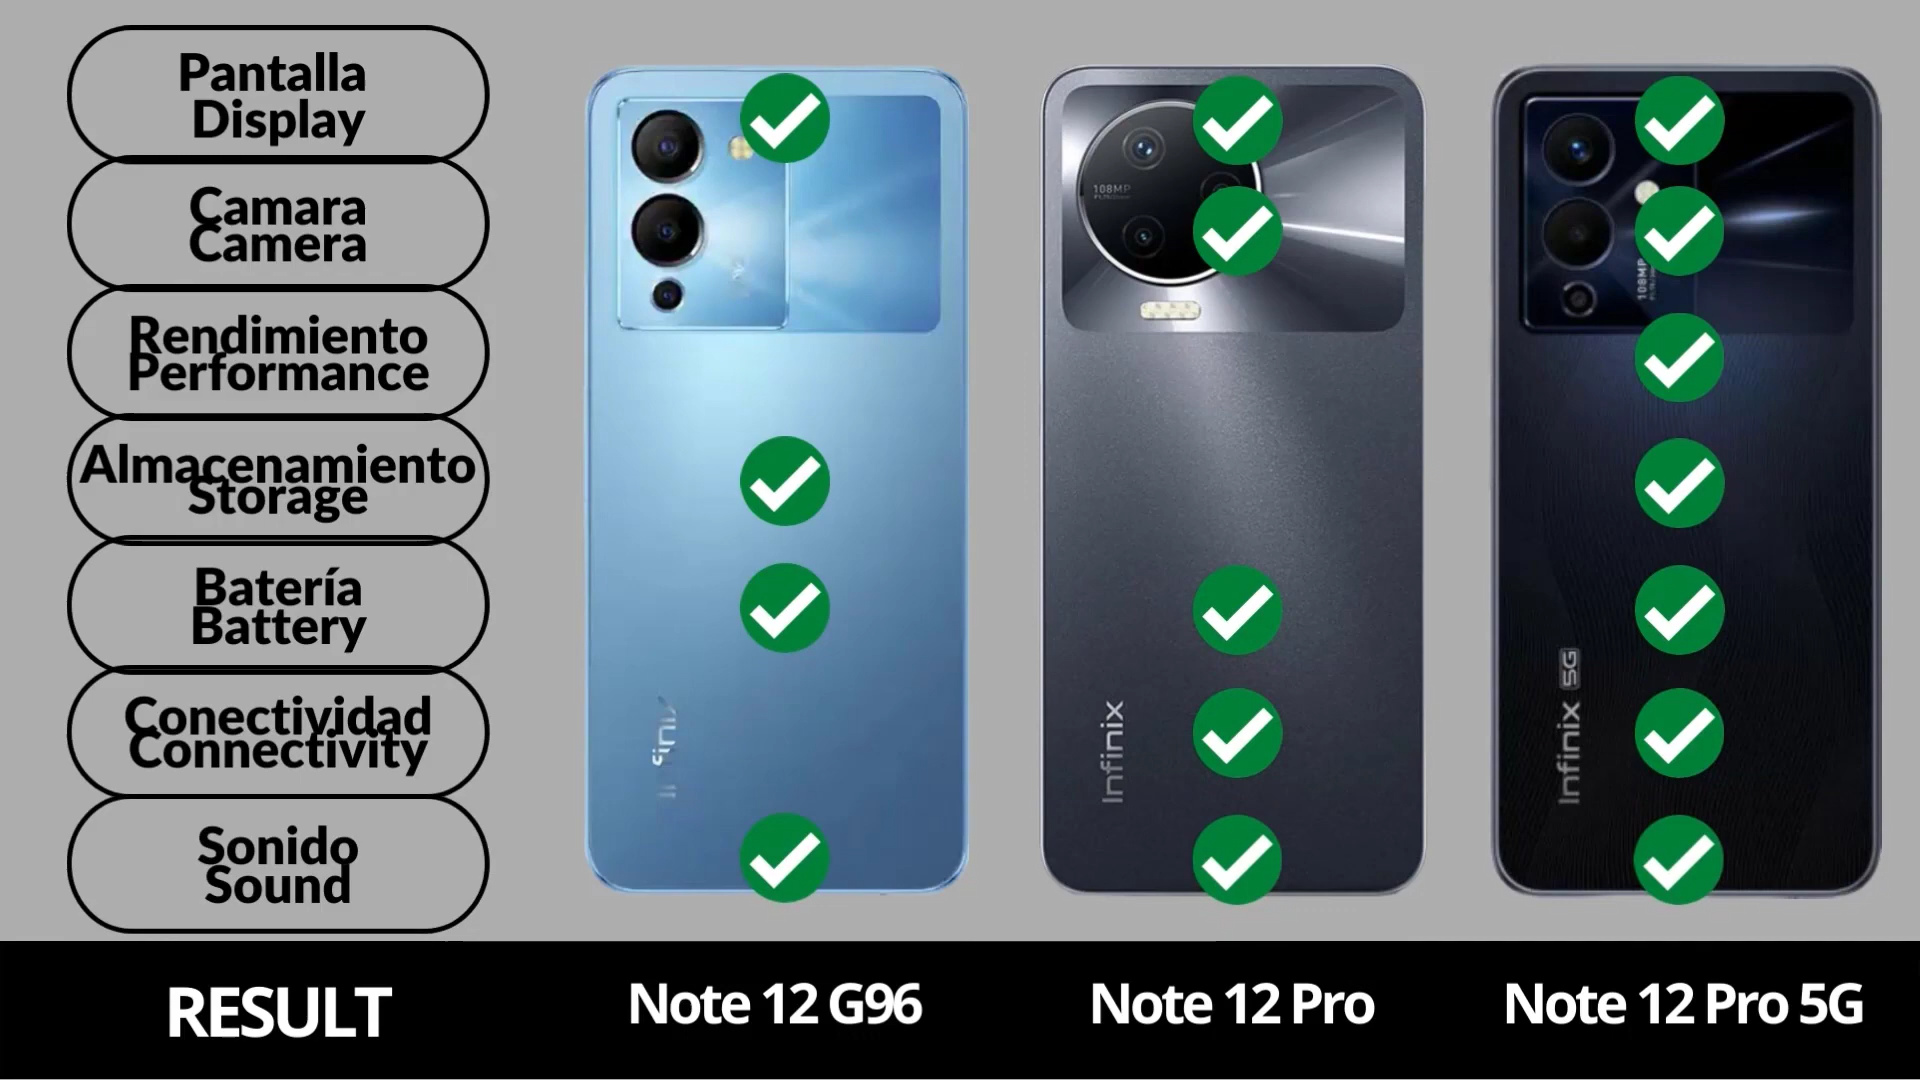 Pantalla
Display
Camara
Camera
Rendimiento
Performance
Almacenamiento
Storage
Batería
Battery
Conectividad
Connectivity
Sonido
Sound
Infinix
108MP
Infinix
108MP
Infinix 5G
RESULT
Note 12 G96
Note 12 Pro
Note 12 Pro 5G